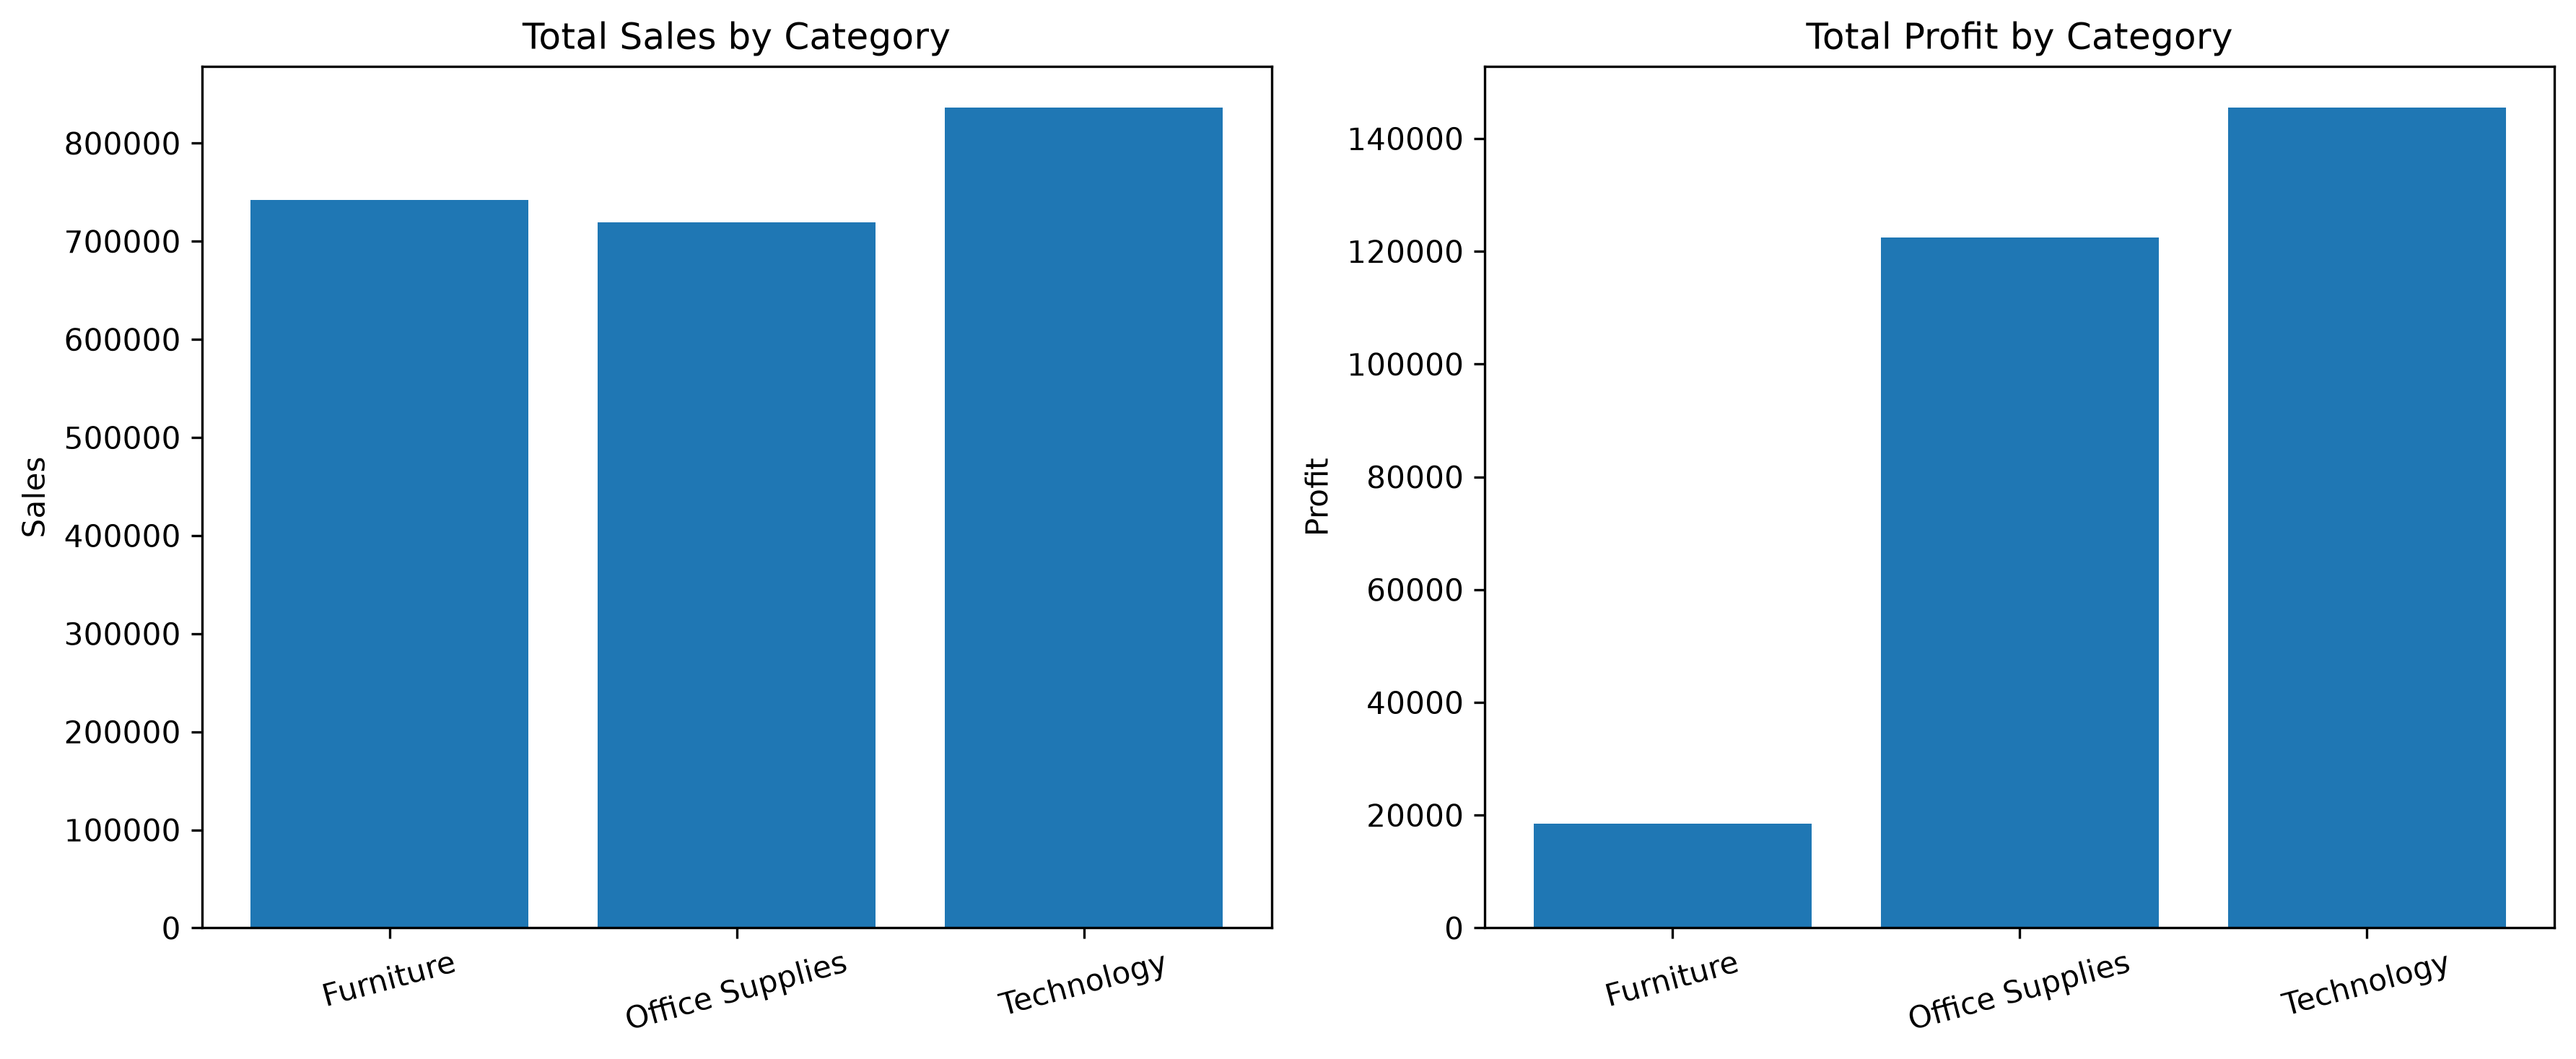 Total Sales by Category
Sales
800000
700000
600000
500000
400000
300000
200000
100000
0
Furniture
Office Supplies
Technology
Total Profit by Category
Profit
140000
120000
100000
80000
60000
40000
20000
0
Furniture
Office Supplies
Technology